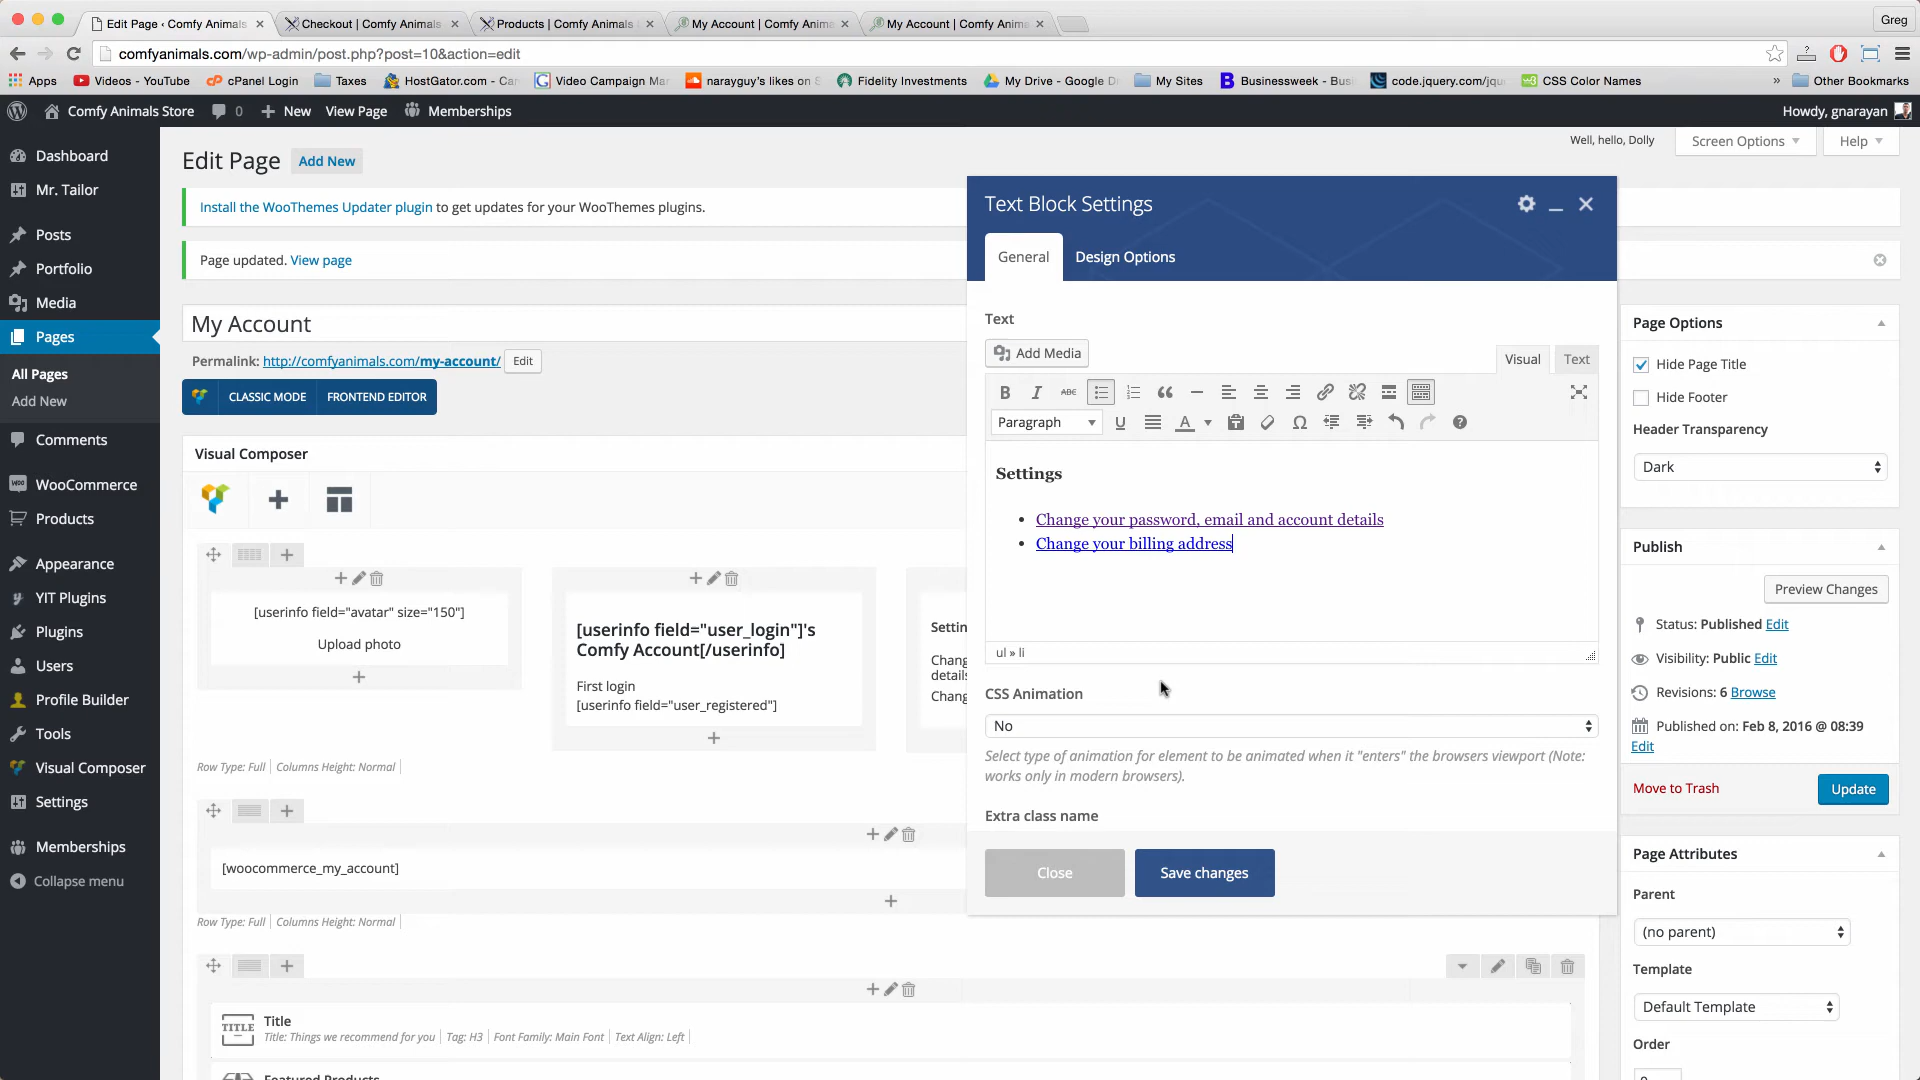 Edit Page ‹ Comfy Animals
Checkout | Comfy Animals
Products | Comfy Animals
My Account | Comfy Anima
My Account | Comfy Anima
Greg
comfyanimals.com/wp-admin/post.php?post=10&action=edit
Apps
Videos - YouTube
cPanel Login
Taxes
HostGator.com - Ca
Video Campaign Ma
narayguy's likes on S
Fidelity Investments
My Drive - Google D
My Sites
Businessweek - Busi
code.jquery.com/jqu
CSS Color Names
»
Other Bookmarks
Comfy Animals Store
0
New
View Page
Memberships
Howdy, gnarayan
Dashboard
Mr. Tailor
Posts
Portfolio
Media
Pages
All Pages
Add New
Comments
WooCommerce
Products
Appearance
YIT Plugins
Plugins
Users
Profile Builder
Tools
Visual Composer
Settings
Memberships
Collapse menu
Well, hello, Dolly
Screen Options
Help
Edit Page
Add New
Install the WooThemes Updater plugin to get updates for your WooThemes plugins.
Page updated. View page
My Account
Permalink: http://comfyanimals.com/my-account/
Edit
CLASSIC MODE
FRONTEND EDITOR
Visual Composer
[userinfo field="avatar" size="150"]
Upload photo
[userinfo field="user_login"]'s
Comfy Account[/userinfo]
First login
[userinfo field="user_registered"]
Settin
Chang
details
Chang
Row Type: Full
Columns Height: Normal
[woocommerce_my_account]
Row Type: Full
Columns Height: Normal
TITLE
Title
Title: Things we recommend for you
Tag: H3
Font Family: Main Font
Text Align: Left
Featured Products
Text Block Settings
General
Design Options
Text
Add Media
Visual
Text
B
I
ABC
Paragraph
U
A
Ω
Settings
• Change your password, email and account details
• Change your billing address
ul » li
CSS Animation
No
Select type of animation for element to be animated when it "enters" the browsers viewport (Note:
works only in modern browsers).
Extra class name
Close
Save changes
Page Options
Hide Page Title
Hide Footer
Header Transparency
Dark
Publish
Preview Changes
Status: Published Edit
Visibility: Public Edit
Revisions: 6 Browse
Published on: Feb 8, 2016 @ 08:39
Edit
Move to Trash
Update
Page Attributes
Parent
(no parent)
Template
Default Template
Order